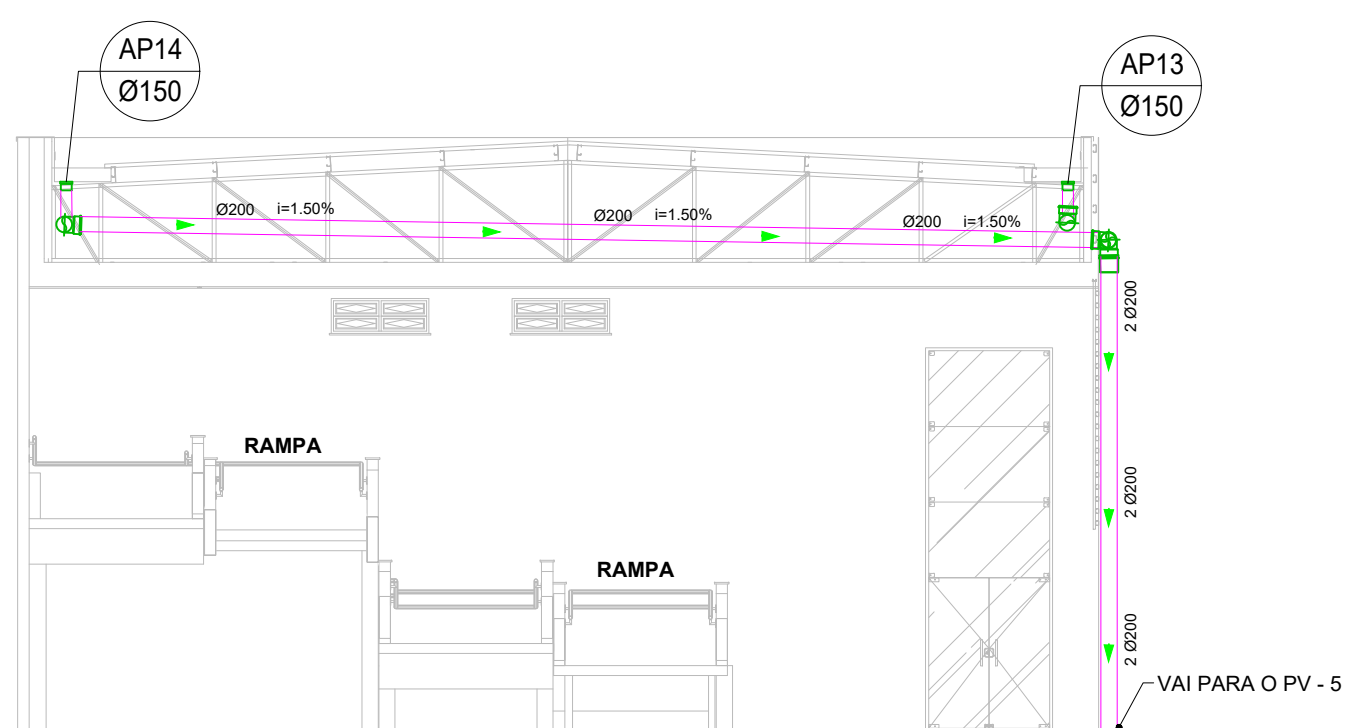 AP14
Ø150
AP13
Ø150
Ø200 i=1.50%
Ø200 i=1.50%
Ø200 i=1.50%
2 Ø200
RAMPA
2 Ø200
RAMPA
2 Ø200
VAI PARA O PV - 5